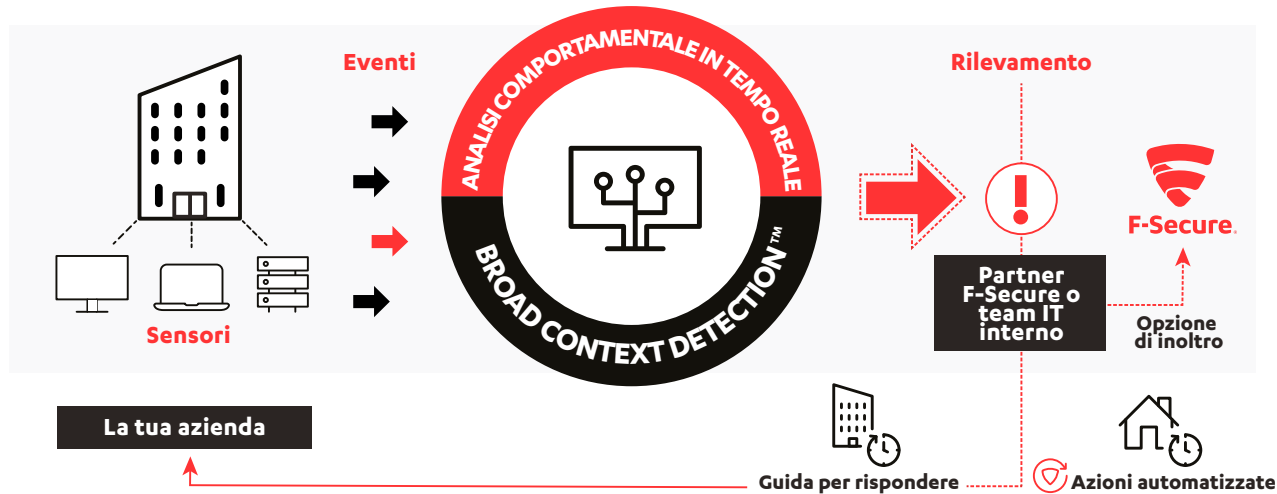 Eventi
ANALISI COMPORTAMENTALE IN TEMPO REALE
BROAD CONTEXT DETECTION™
Rilevamento
F-Secure.
Sensori
Partner
F-Secure o
team IT
interno
Opzione
di inoltro
La tua azienda
Guida per rispondere
Azioni automatizzate